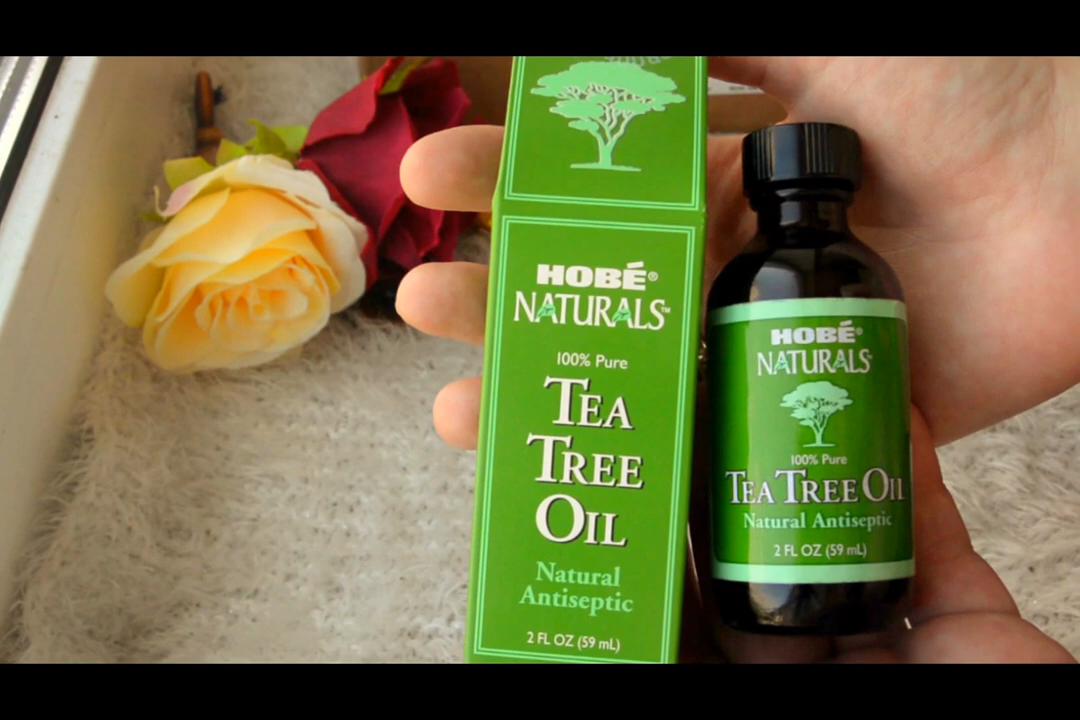 HOBÉ®
NATURALS™
100% Pure
TEA
TREE
OIL
Natural
Antiseptic
2 FL OZ (59 mL)
HOBÉ®
NATURALS™
100% Pure
TEA TREE OIL
Natural Antiseptic
2 FL OZ (59 mL)